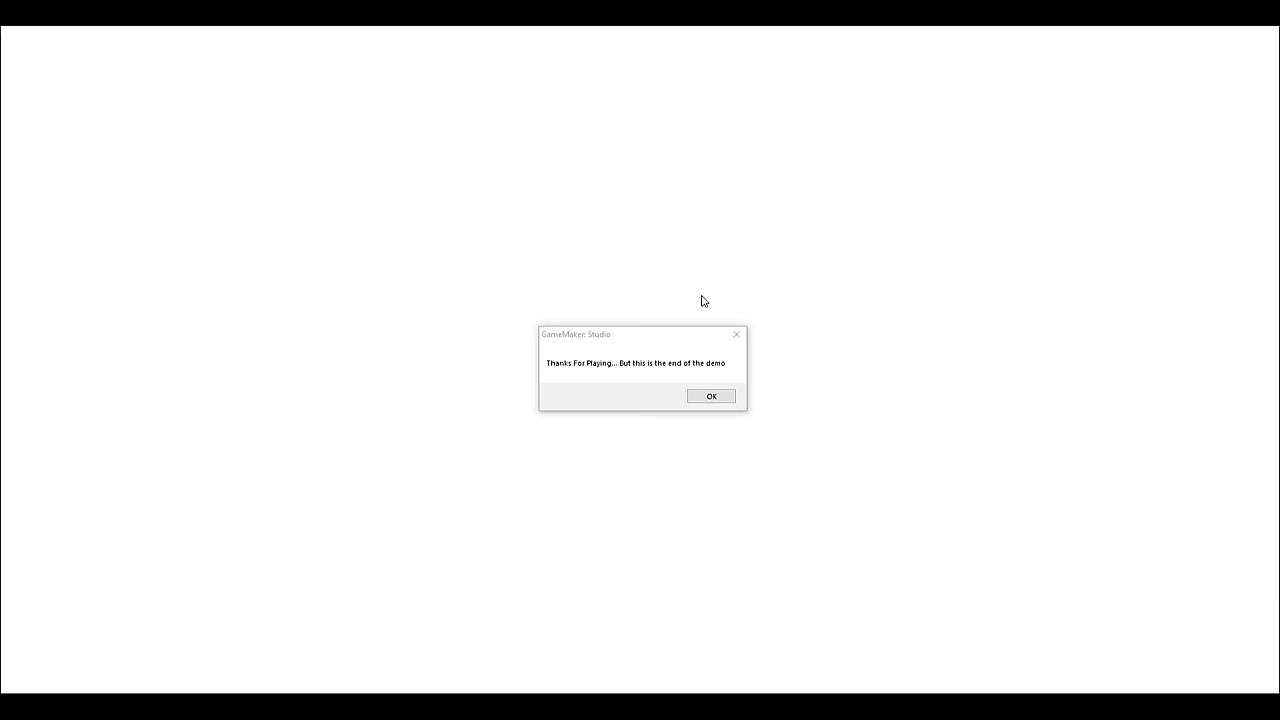 GameMaker: Studio
Thanks For Playing... But this is the end of the demo
OK